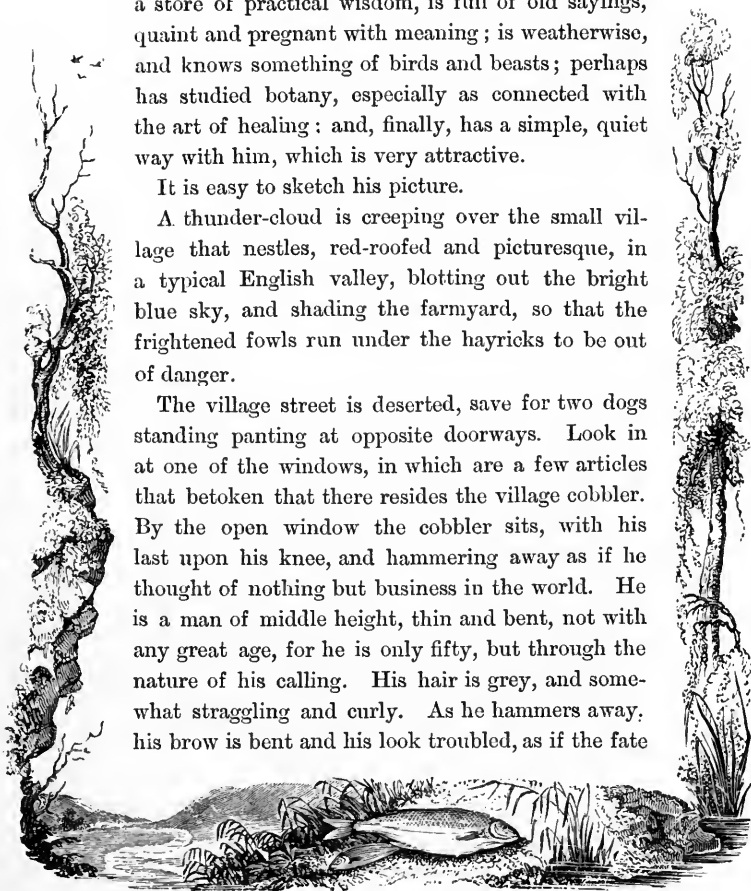 a store of practical wisdom, is full of old sayings,
quaint and pregnant with meaning ; is weatherwise,
and knows something of birds and beasts ; perhaps
has studied botany, especially as connected with
the art of healing : and, finally, has a simple, quiet
way with him, which is very attractive.
It is easy to sketch his picture.
A thunder-cloud is creeping over the small vil-
lage that nestles, red-roofed and picturesque, in
a typical English valley, blotting out the bright
blue sky, and shading the farmyard, so that the
frightened fowls run under the hayricks to be out
of danger.
The village street is deserted, save for two dogs
standing panting at opposite doorways. Look in
at one of the windows, in which are a few articles
that betoken that there resides the village cobbler.
By the open window the cobbler sits, with his
last upon his knee, and hammering away as if he
thought of nothing but business in the world. He
is a man of middle height, thin and bent, not with
any great age, for he is only fifty, but through the
nature of his calling. His hair is grey, and some-
what straggling and curly. As he hammers away,
his brow is bent and his look troubled, as if the fate